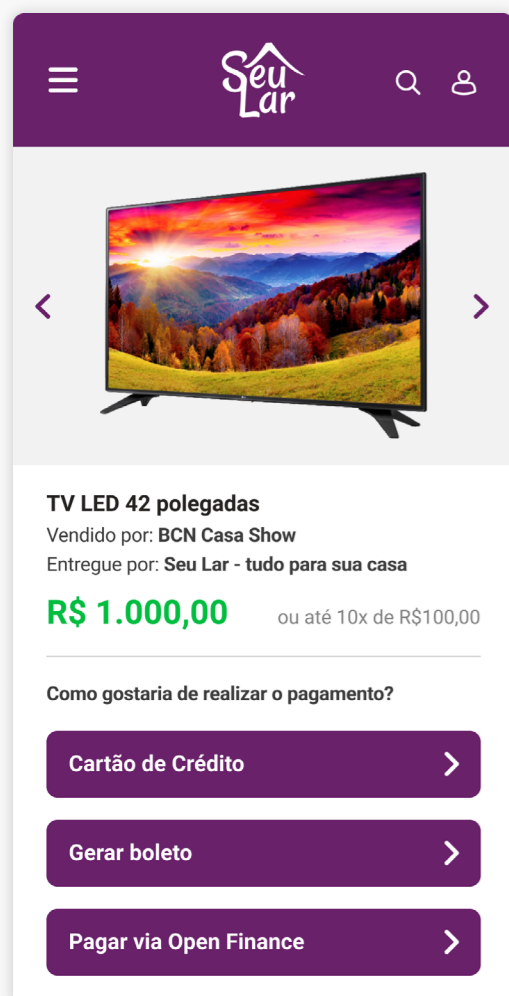 Seu
Lar
TV LED 42 polegadas
Vendido por: BCN Casa Show
Entregue por: Seu Lar - tudo para sua casa
R$ 1.000,00 ou até 10x de R$100,00
Como gostaria de realizar o pagamento?
Cartão de Crédito
Gerar boleto
Pagar via Open Finance